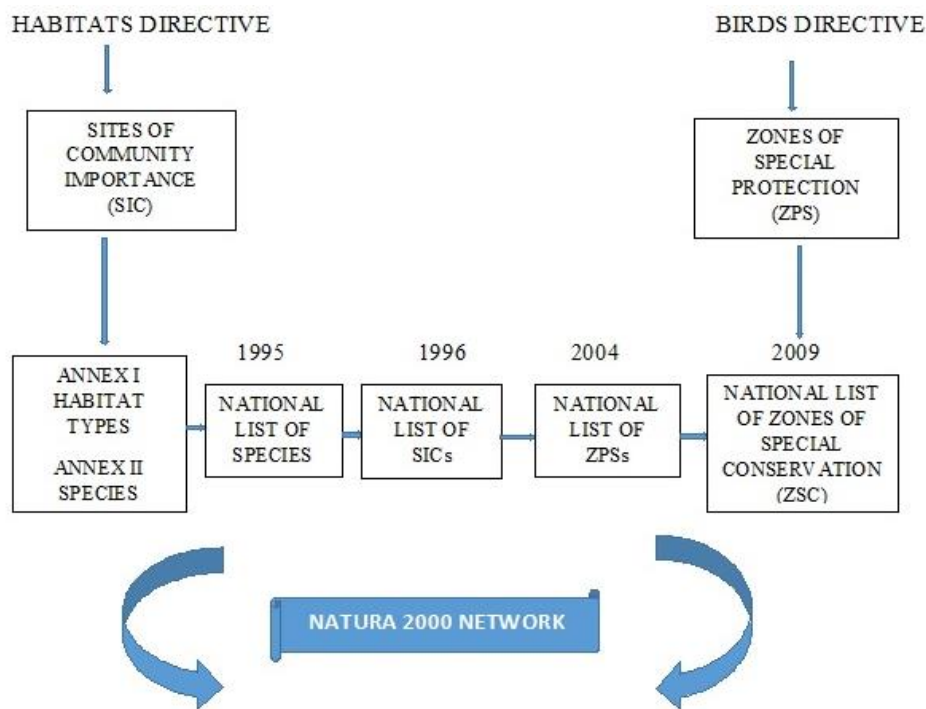 HABITATS DIRECTIVE
BIRDS DIRECTIVE
SITES OF
COMMUNITY
IMPORTANCE
(SIC)
ZONES OF
SPECIAL
PROTECTION
(ZPS)
ANNEX I
HABITAT
TYPES
ANNEX II
SPECIES
1995
NATIONAL
LIST OF
SPECIES
1996
NATIONAL
LIST OF
SICs
2004
NATIONAL
LIST OF
ZPSs
2009
NATIONAL LIST
OF ZONES OF
SPECIAL
CONSERVATION
(ZSC)
NATURA 2000 NETWORK